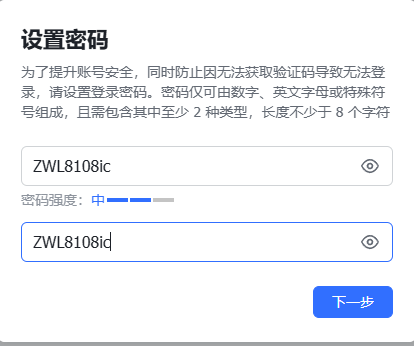 设置密码
为了提升账号安全，同时防止因无法获取验证码导致无法登
录，请设置登录密码。密码仅可由数字、英文字母或特殊符
号组成，且需包含其中至少 2 种类型，长度不少于 8 个字符
ZWL8108ic
密码强度：中
ZWL8108ic
下一步